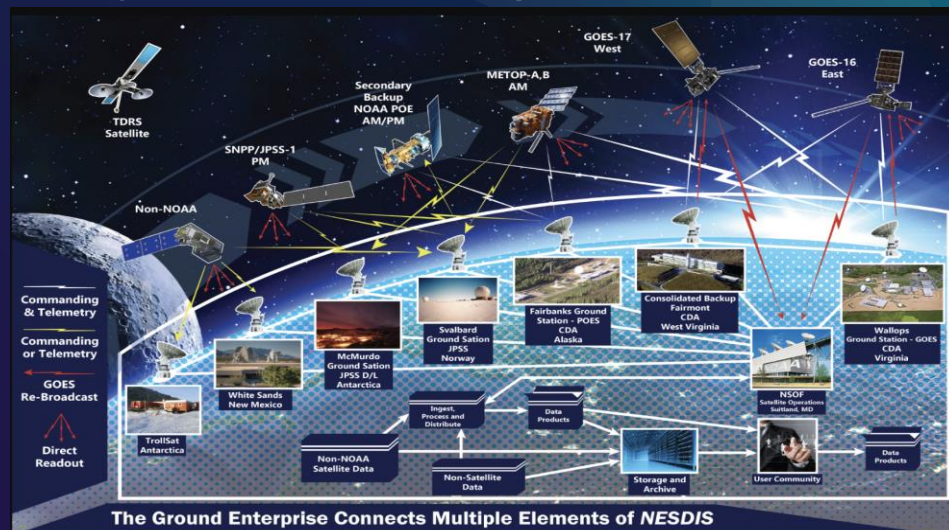 TDRS
Satellite
Non-NOAA
SNPP/JPSS-1
PM
Secondary
Backup
NOAA POE
AM/PM
METOP-A,B
AM
GOES-17
West
GOES-16
East
Commanding
& Telemetry
Commanding
or Telemetry
GOES
Re-Broadcast
Direct
Readout
TrollSat
Antarctica
White Sands
New Mexico
McMurdo
Ground Sation
JPSS D/L
Antarctica
Svalbard
Ground Sation
JPSS
Norway
Fairbanks Ground
Station - POES
CDA
Alaska
Consolidated Backup
Fairmont
CDA
West Virginia
NSOF
Satellite Operations
Suitland, MD
Wallops
Ground Station - GOES
CDA
Virginia
Non-NOAA
Satellite Data
Ingest,
Process and
Distribute
Non-Satellite
Data
Data
Products
Storage and
Archive
User Community
Data
Products
The Ground Enterprise Connects Multiple Elements of NESDIS